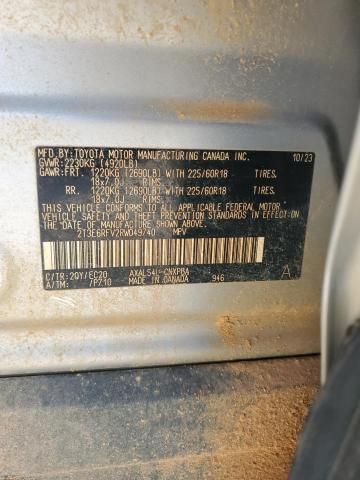 MFD.BY:TOYOTA MOTOR MANUFACTURING CANADA INC. 10/23
GVWR:2230KG (4920LB)
GAWR:FRT. 1220KG (2690LB) WITH 225/60R18 TIRES,
18x7.0J RIMS,
RR. 1220KG (2690LB) WITH 225/60R18 TIRES,
18x7.0J RIMS,
THIS VEHICLE CONFORMS TO ALL APPLICABLE FEDERAL MOTOR
VEHICLE SAFETY AND THEFT PREVENTION STANDARDS IN EFFECT
ON THE DATE OF MANUFACTURE SHOWN ABOVE.
2T3E6RFV2RW049740 MPV
C/TR:2QY/EC20 AXAL54L-CNXPBA A
A/TM: 7P710 MADE IN CANADA 946